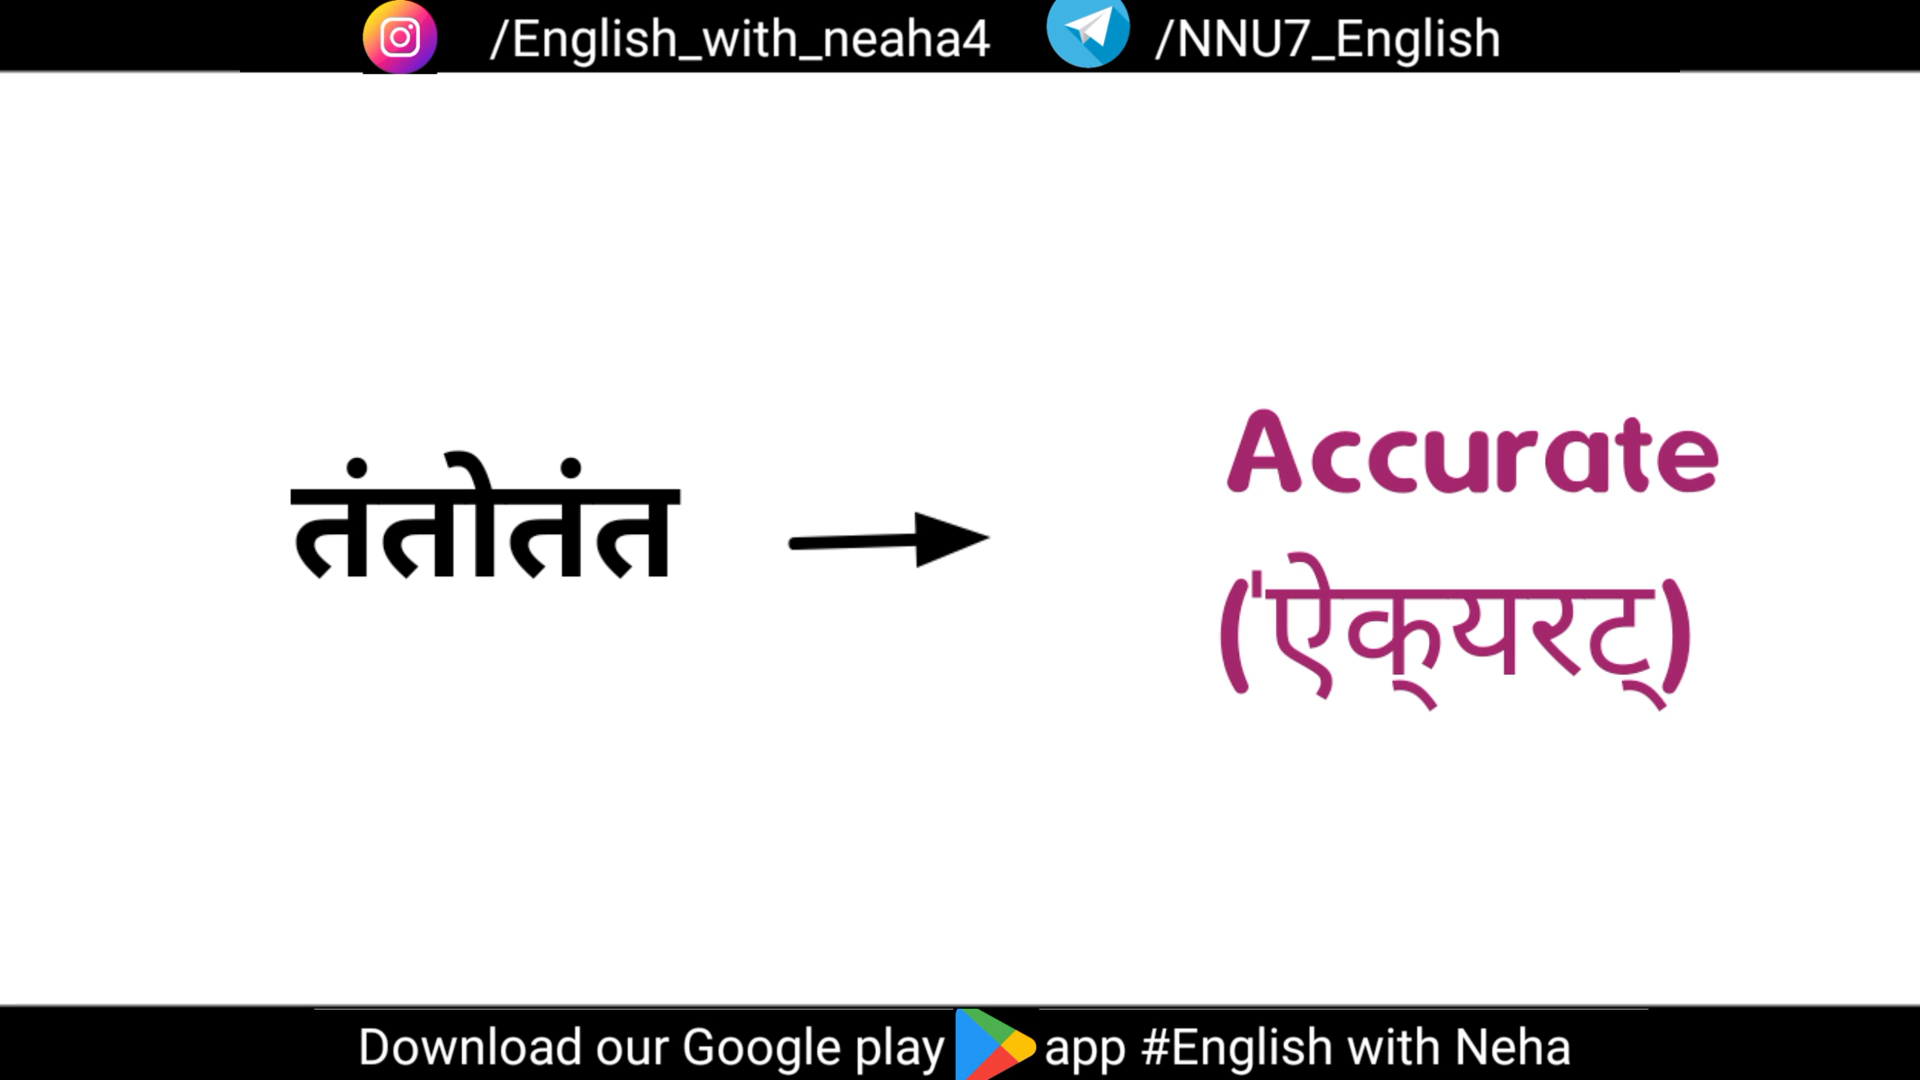 /English_with_neaha4 /NNU7_English
तंतोतंत
Accurate
('ऐक्‌यरट्)
Download our Google play app #English with Neha